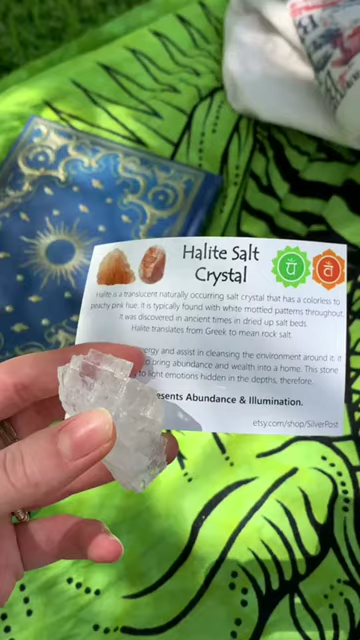 Halite Salt
Crystal
पं
वं
Halite is a translucent naturally occurring salt crystal that has a colorless to
peachy pink hue. It is typically found with white mottled patterns throughout.
It was discovered in ancient times in dried up salt beds.
Halite translates from Greek to mean rock salt.
and assist in cleansing the environment around it. It
bring abundance and wealth into a home. This stone
to light emotions hidden in the depths, therefore,
Abundance & Illumination.
etsy.com/shop/SilverPost